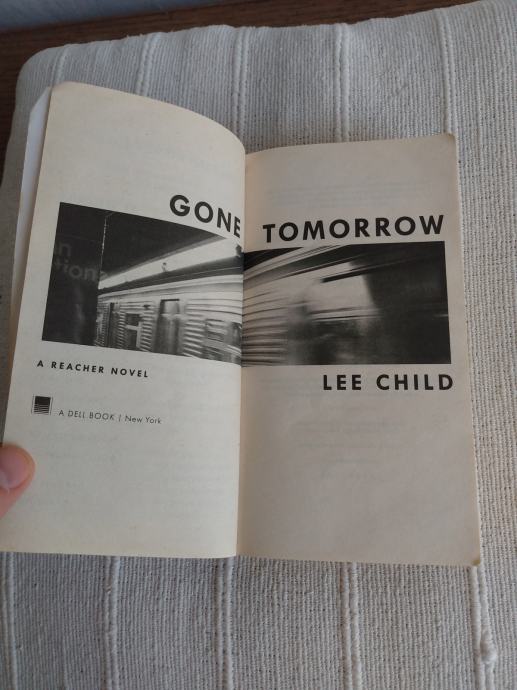 GONE TOMORROW
A REACHER NOVEL
LEE CHILD
A DELL BOOK | New York